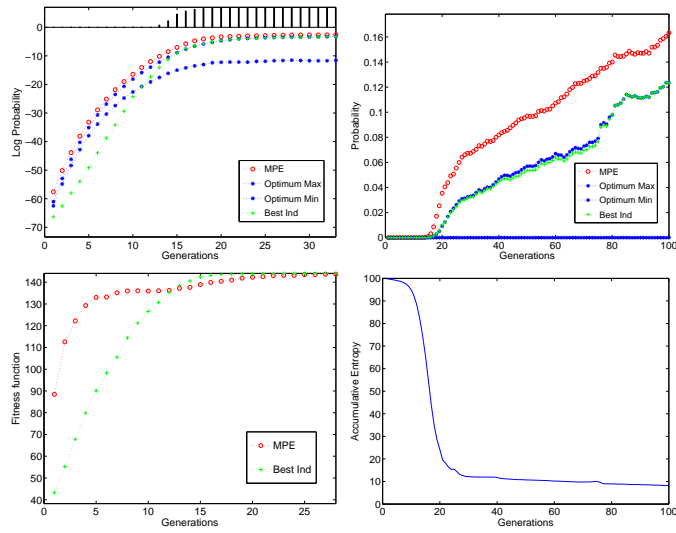 0
−10
−20
−30
−40
−50
−60
−70
Log Probability
0 5 10 15 20 25 30
Generations
MPE
Optimum Max
Optimum Min
Best Ind
0.16
0.14
0.12
0.1
0.08
0.06
0.04
0.02
0
Probability
0 20 40 60 80 100
Generations
MPE
Optimum Max
Optimum Min
Best Ind
140
130
120
110
100
90
80
70
60
50
40
Fitness function
0 5 10 15 20 25
Generations
MPE
Best Ind
100
90
80
70
60
50
40
30
20
10
0
Accumulative Entropy
0 20 40 60 80 100
Generations